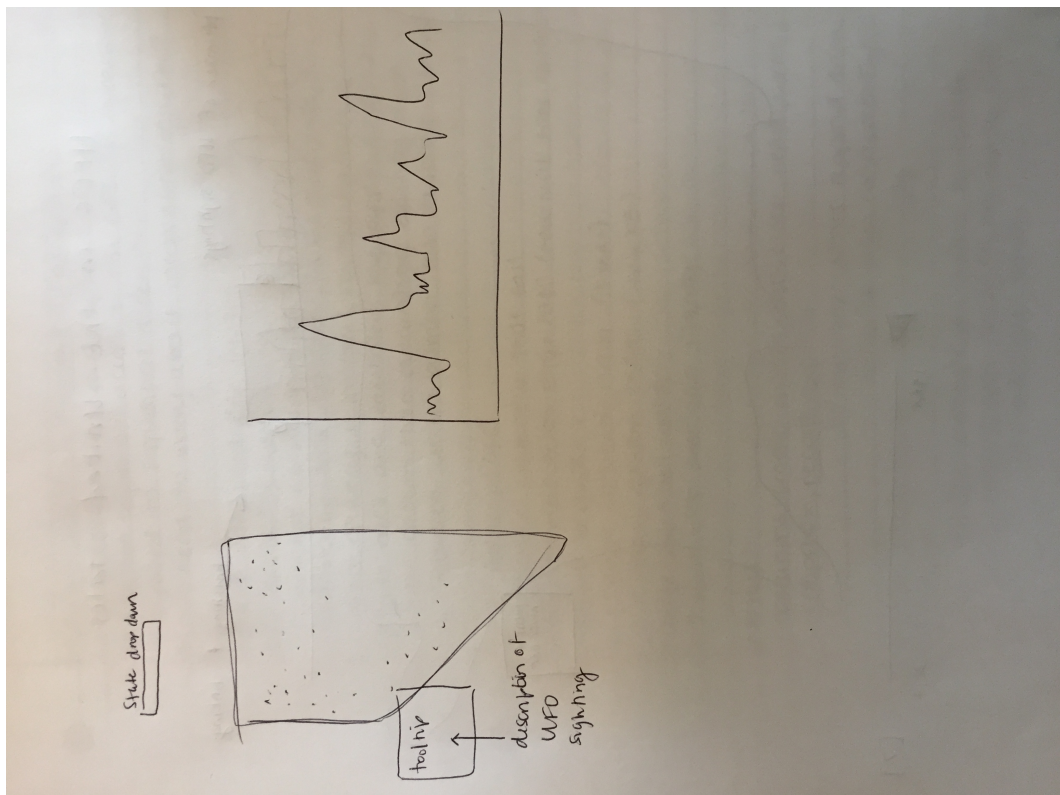 State drop down
tooltip
description of
UFO
sighting